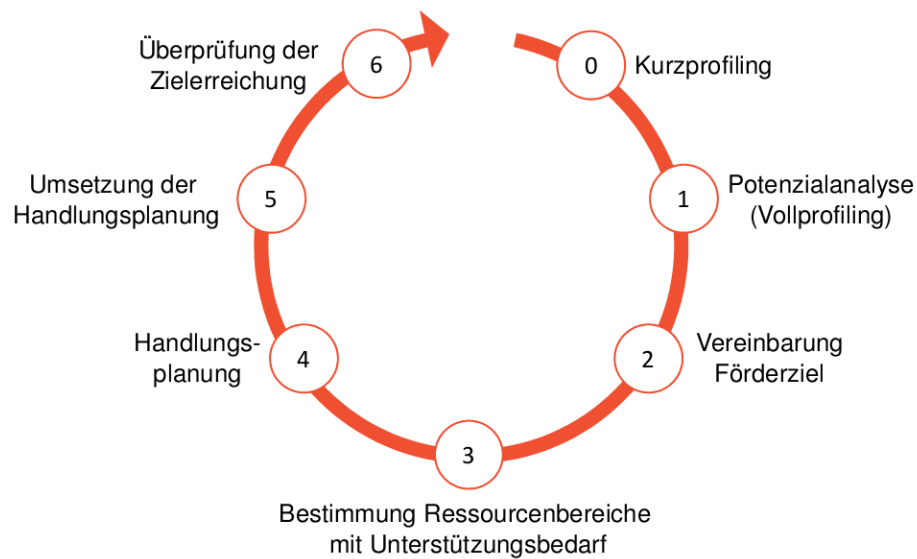 0
Kurzprofiling
1
Potenzialanalyse
(Vollprofiling)
2
Vereinbarung
Förderziel
3
Bestimmung Ressourcenbereiche
mit Unterstützungsbedarf
4
Handlungs-
planung
5
Umsetzung der
Handlungsplanung
6
Überprüfung der
Zielerreichung